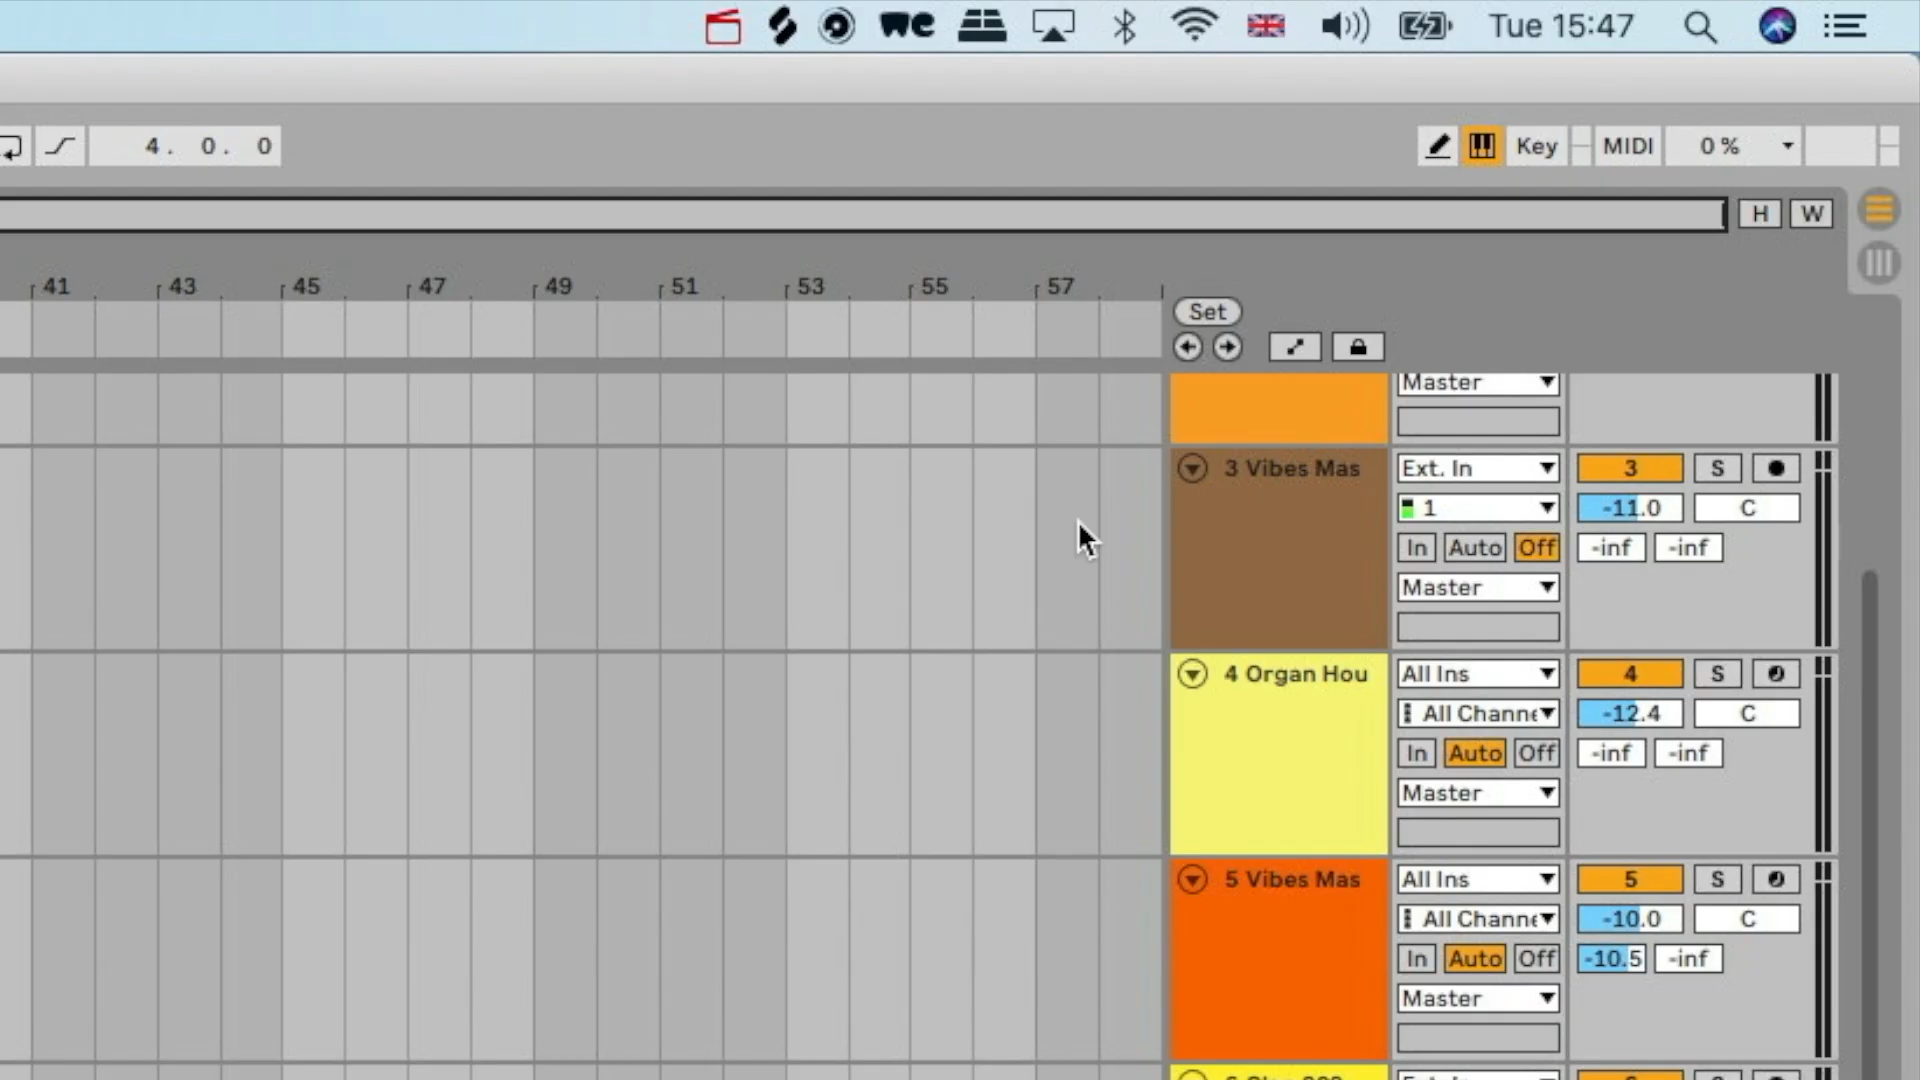 we Tue 15:47
4. 0. 0 Key MIDI 0 %
H W
41 43 45 47 49 51 53 55 57
Set
Master
3 Vibes Mas Ext. In 3 S
1 -11.0 C
In Auto Off -inf -inf
Master
4 Organ Hou All Ins 4 S
All Channe -12.4 C
In Auto Off -inf -inf
Master
5 Vibes Mas All Ins 5 S
All Channe -10.0 C
In Auto Off -10.5 -inf
Master